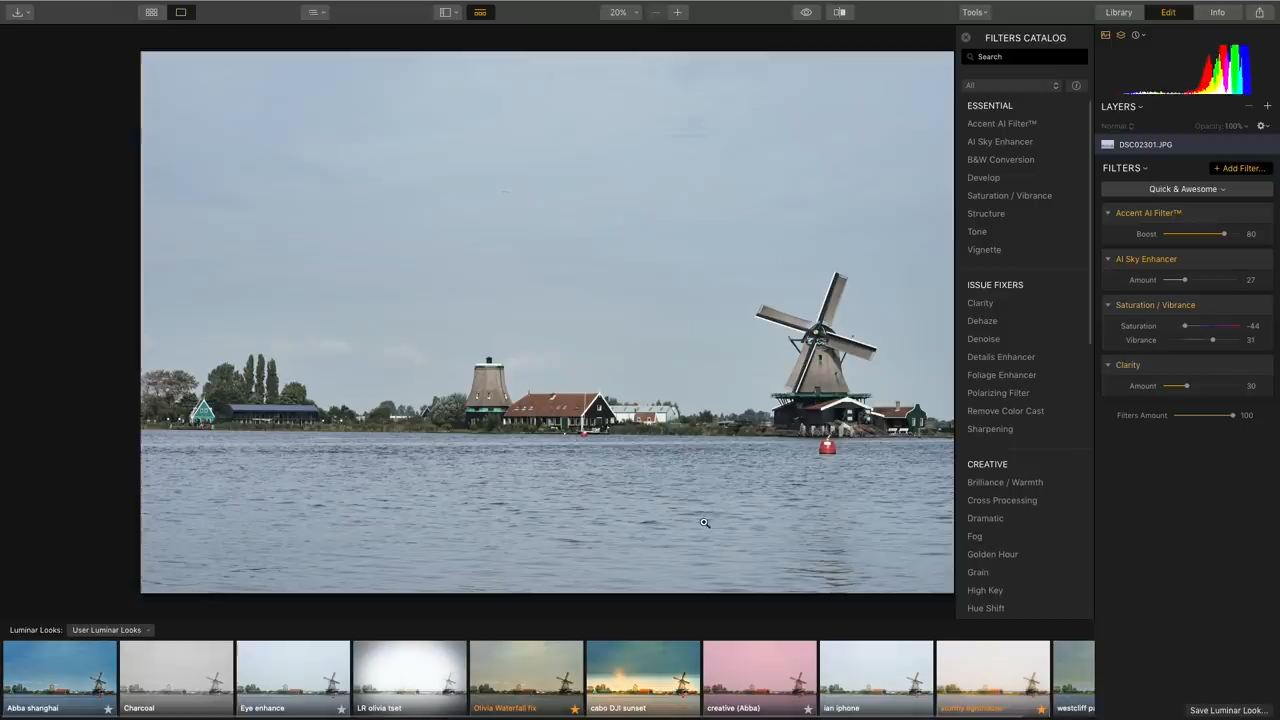 20%
Tools
Library
Edit
Info
FILTERS CATALOG
Search
All
ESSENTIAL
Accent AI Filter™
AI Sky Enhancer
B&W Conversion
Develop
Saturation / Vibrance
Structure
Tone
Vignette
ISSUE FIXERS
Clarity
Dehaze
Denoise
Details Enhancer
Foliage Enhancer
Polarizing Filter
Remove Color Cast
Sharpening
CREATIVE
Brilliance / Warmth
Cross Processing
Dramatic
Fog
Golden Hour
Grain
High Key
Hue Shift
LAYERS
Normal
Opacity: 100%
DSC02301.JPG
FILTERS
+ Add Filter...
Quick & Awesome
Accent AI Filter™
Boost 80
AI Sky Enhancer
Amount 27
Saturation / Vibrance
Saturation -44
Vibrance 31
Clarity
Amount 30
Filters Amount 100
Luminar Looks: User Luminar Looks
Abba shanghai
Charcoal
Eye enhance
LR olivia tset
Olivia Waterfall fix
cabo DJI sunset
creative (Abba)
ian iphone
stormy lighthouse
westcliff
Save Luminar Look...